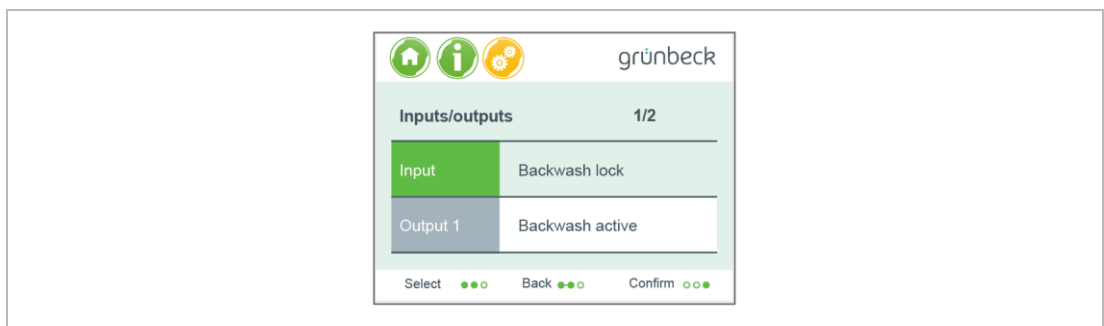 grünbeck
Inputs/outputs 1/2
Input Backwash lock
Output 1 Backwash active
Select Back Confirm